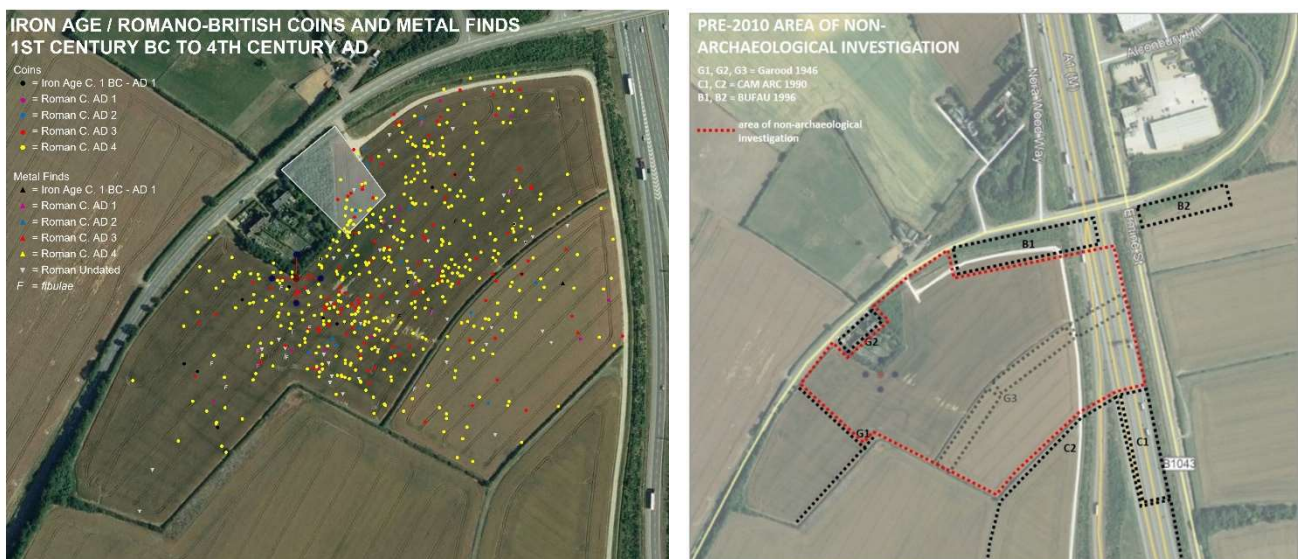 IRON AGE / ROMANO-BRITISH COINS AND METAL FINDS
1ST CENTURY BC TO 4TH CENTURY AD
Coins
= Iron Age C. 1 BC - AD 1
= Roman C. AD 1
= Roman C. AD 2
= Roman C. AD 3
= Roman C. AD 4
Metal Finds
= Iron Age C. 1 BC - AD 1
= Roman C. AD 1
= Roman C. AD 2
= Roman C. AD 3
= Roman C. AD 4
= Roman Undated
F = fibulae
F
F
F
PRE-2010 AREA OF NON-
ARCHAEOLOGICAL INVESTIGATION
G1, G2, G3 = Garood 1946
C1, C2 = CAM ARC 1990
B1, B2 = BUFAU 1996
area of non-archaeological
investigation
A1(M)
B2
B1
G2
G3
G1
C2
C1
B1043